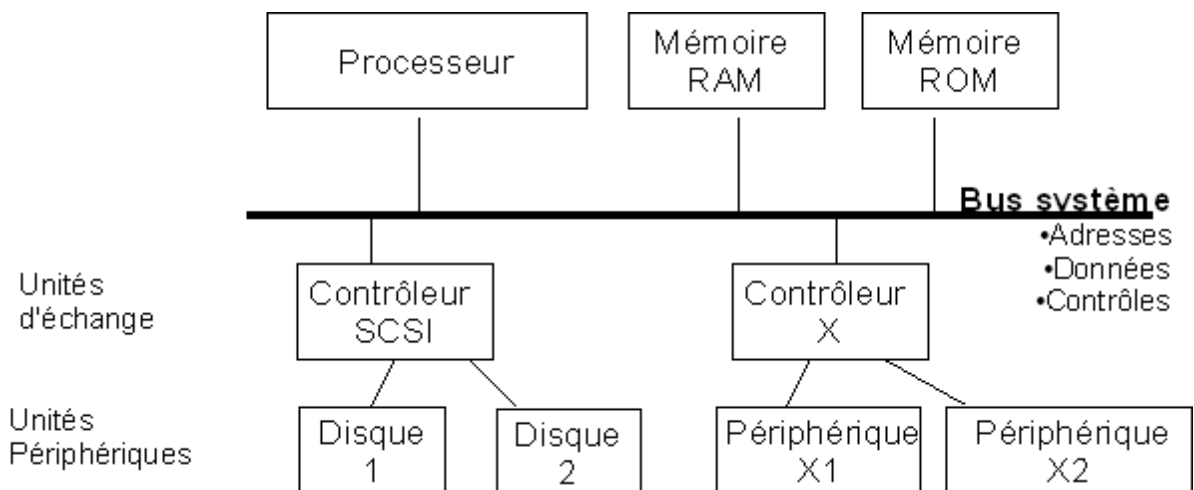 Processeur
Mémoire
RAM
Mémoire
ROM
Bus système
•Adresses
•Données
•Contrôles
Unités
d'échange
Contrôleur
SCSI
Contrôleur
X
Unités
Périphériques
Disque
1
Disque
2
Périphérique
X1
Périphérique
X2